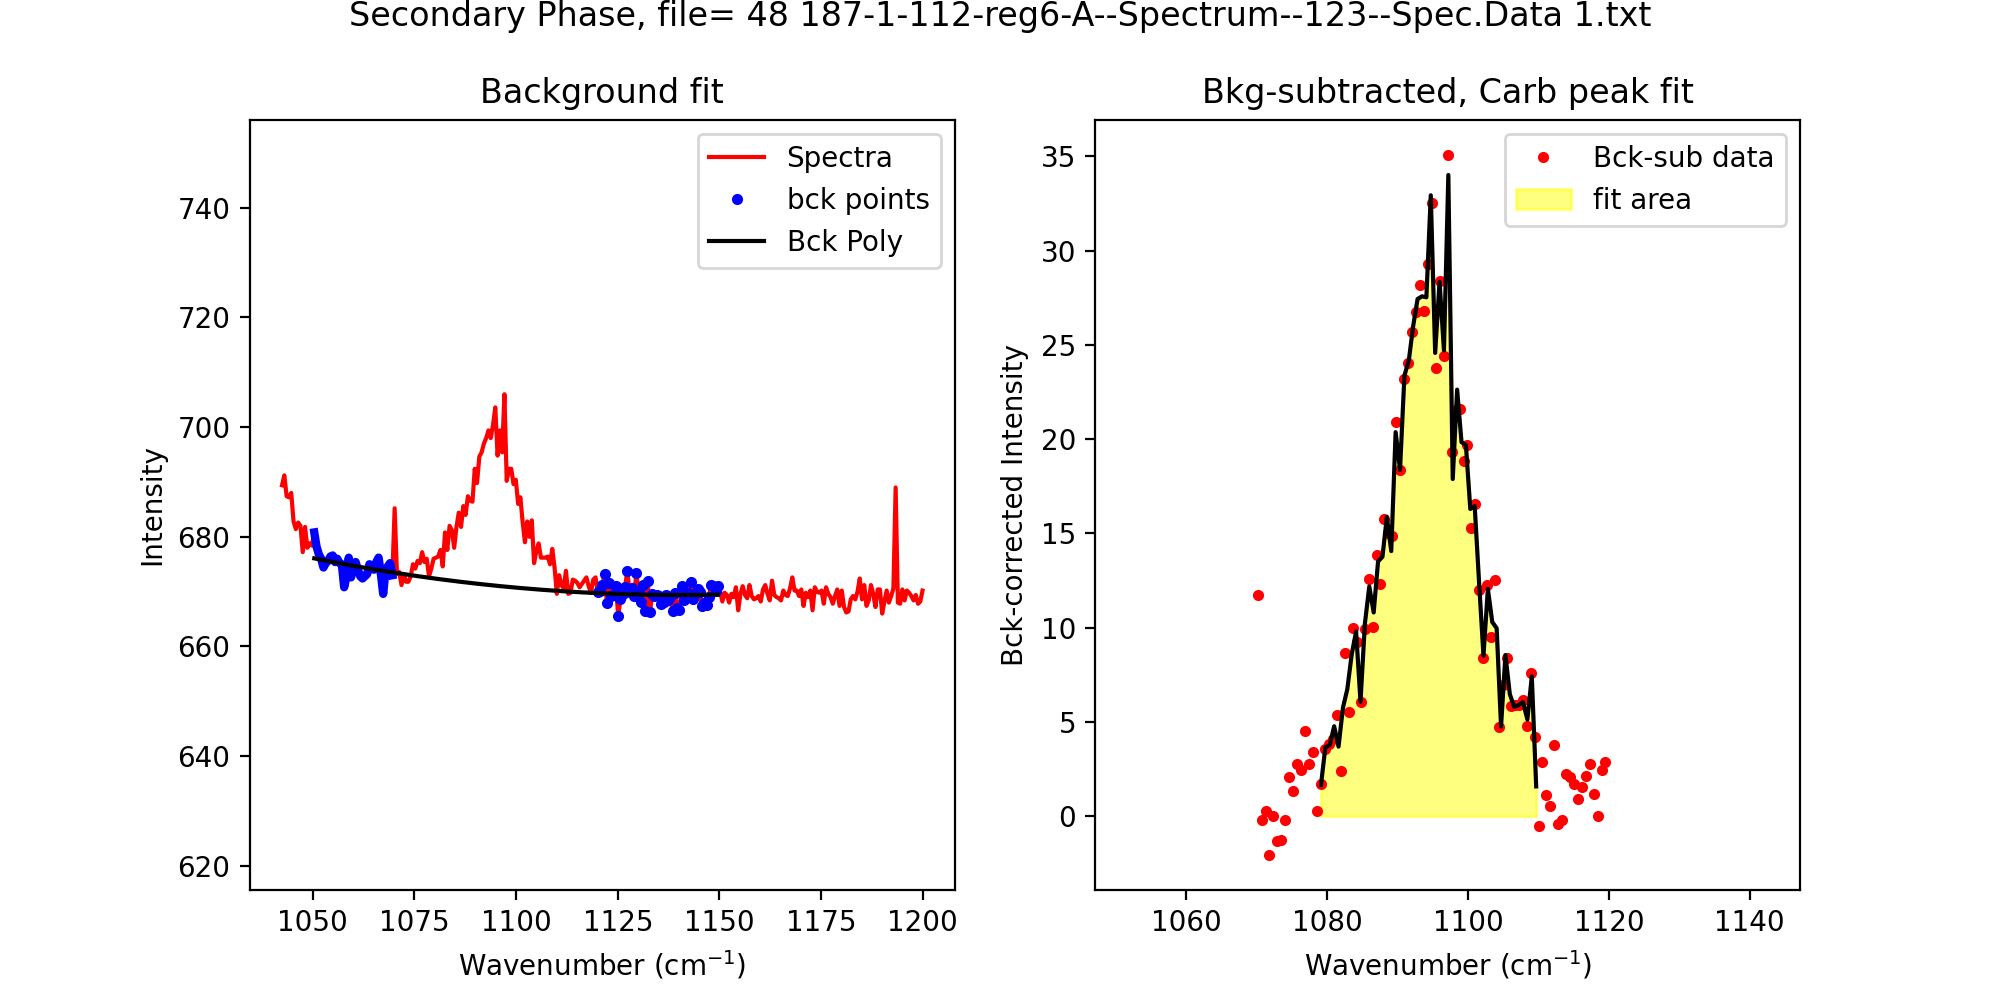 Secondary Phase, file= 48 187-1-112-reg6-A--Spectrum--123--Spec.Data 1.txt
Background fit
Spectra
bck points
Bck Poly
740
720
700
680
660
640
620
Intensity
1050 1075 1100 1125 1150 1175 1200
Wavenumber (cm⁻¹)
Bkg-subtracted, Carb peak fit
Bck-sub data
fit area
35
30
25
20
15
10
5
0
Bck-corrected Intensity
1060 1080 1100 1120 1140
Wavenumber (cm⁻¹)